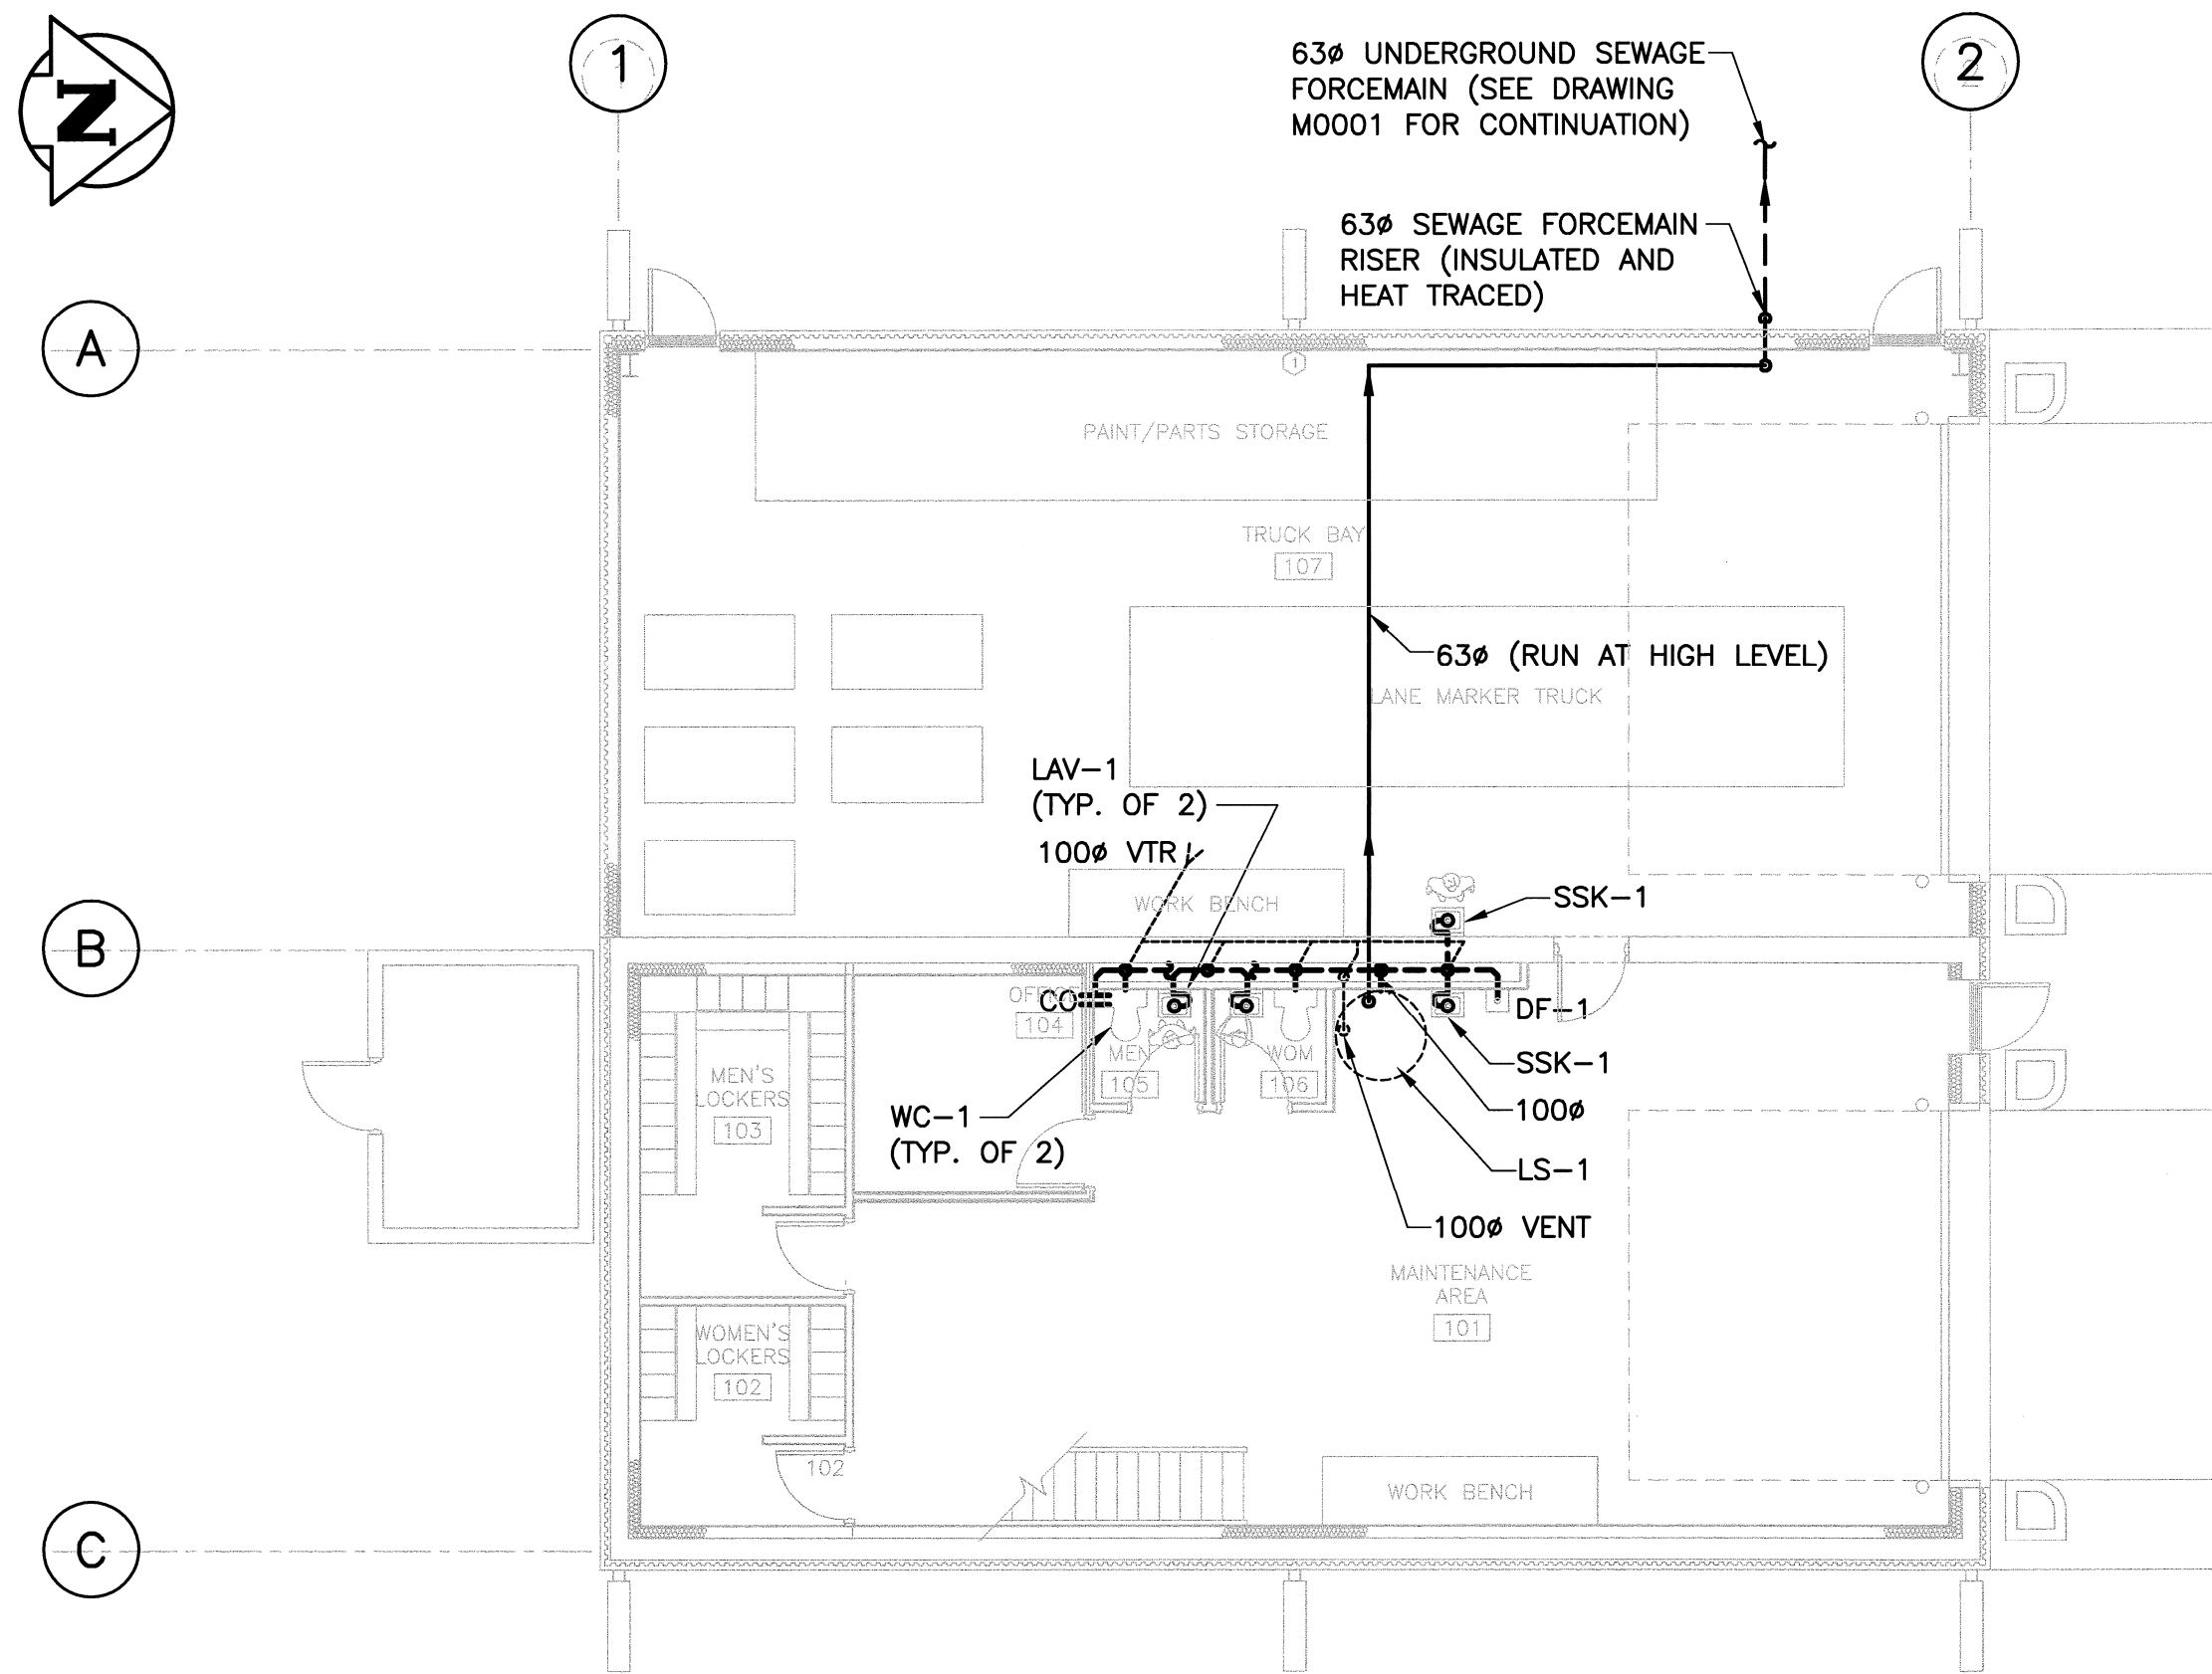 N
1
2
63ø UNDERGROUND SEWAGE
FORCEMAIN (SEE DRAWING
M0001 FOR CONTINUATION)
63ø SEWAGE FORCEMAIN
RISER (INSULATED AND
HEAT TRACED)
A
1
PAINT/PARTS STORAGE
TRUCK BAY
107
63ø (RUN AT HIGH LEVEL)
LANE MARKER TRUCK
LAV-1
(TYP. OF 2)
100ø VTR
WORK BENCH
SSK-1
B
OFFICE
104
CO
DF-1
MEN
105
WOM
106
SSK-1
MEN'S
LOCKERS
103
WC-1
(TYP. OF 2)
100ø
LS-1
100ø VENT
MAINTENANCE
AREA
101
WOMEN'S
LOCKERS
102
102
WORK BENCH
C